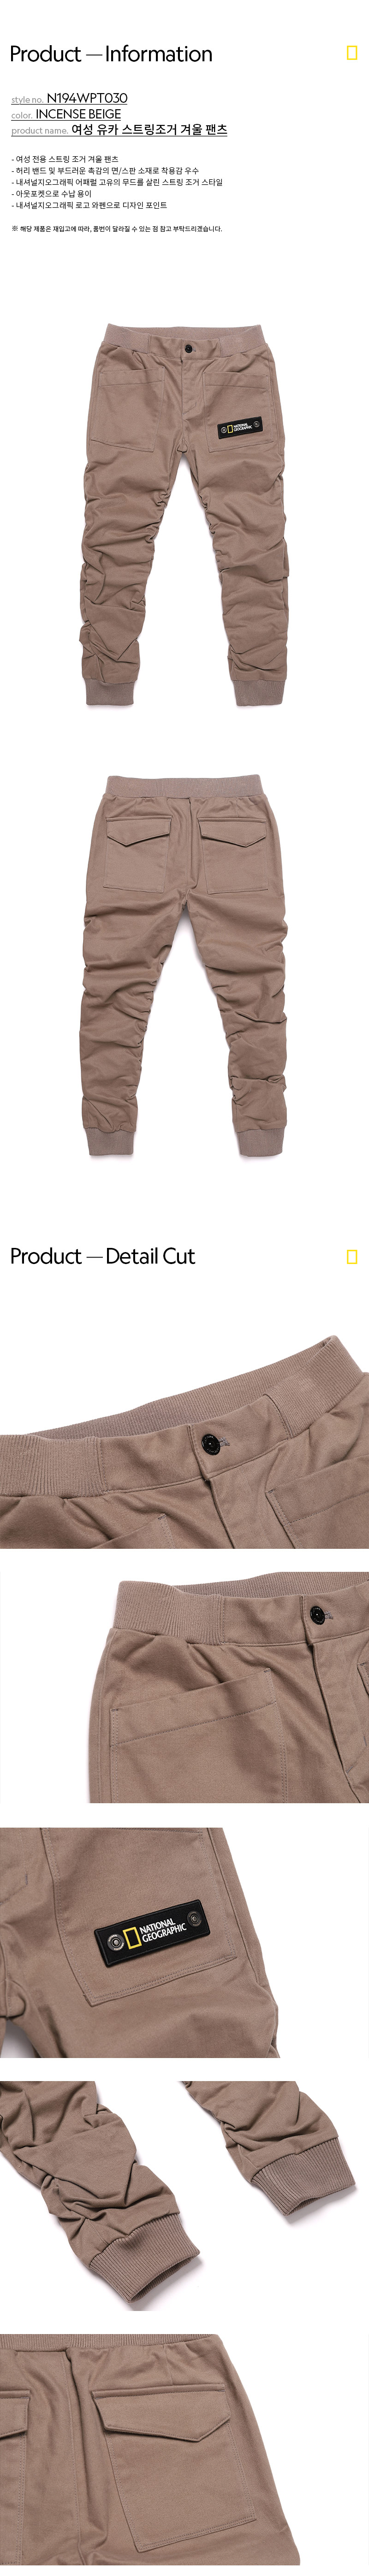 Product — Information
style no. N194WPT030
color. INCENSE BEIGE
product name. 여성 유카 스트링조거 겨울 팬츠
- 여성 전용 스트링 조거 겨울 팬츠
- 허리 밴드 및 부드러운 촉감의 면/스판 소재로 착용감 우수
- 내셔널지오그래픽 어패럴 고유의 무드를 살린 스트링 조거 스타일
- 아웃포켓으로 수납 용이
- 내셔널지오그래픽 로고 와펜으로 디자인 포인트
※ 해당 제품은 재입고에 따라, 품번이 달라질 수 있는 점 참고 부탁드리겠습니다.
NATIONAL
GEOGRAPHIC
Product — Detail Cut
NATIONAL
GEOGRAPHIC